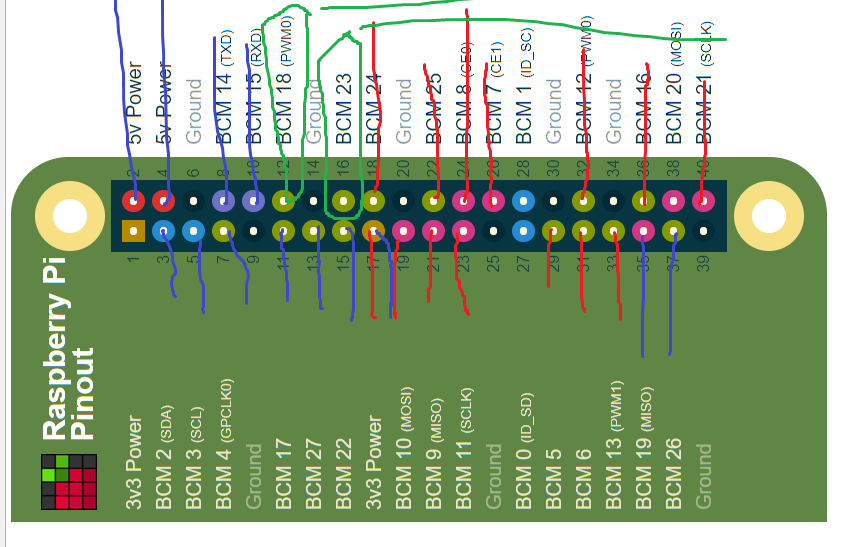 5v Power
5v Power
Ground
BCM 14 (TXD)
BCM 15 (RXD)
BCM 18 (PWM0)
Ground
BCM 23
BCM 24
Ground
BCM 25
BCM 8 (CE0)
BCM 7 (CE1)
BCM 1 (ID_SC)
Ground
BCM 12 (PWM0)
Ground
BCM 16
BCM 20 (MOSI)
BCM 21 (SCLK)
2 4 6 8 10 12 14 16 18 20 22 24 26 28 30 32 34 36 38 40
1 3 5 7 9 11 13 15 17 19 21 23 25 27 29 31 33 35 37 39
Raspberry Pi
Pinout
3v3 Power
BCM 2 (SDA)
BCM 3 (SCL)
BCM 4 (GPCLK0)
Ground
BCM 17
BCM 27
BCM 22
3v3 Power
BCM 10 (MOSI)
BCM 9 (MISO)
BCM 11 (SCLK)
Ground
BCM 0 (ID_SD)
BCM 5
BCM 6
BCM 13 (PWM1)
BCM 19 (MISO)
BCM 26
Ground